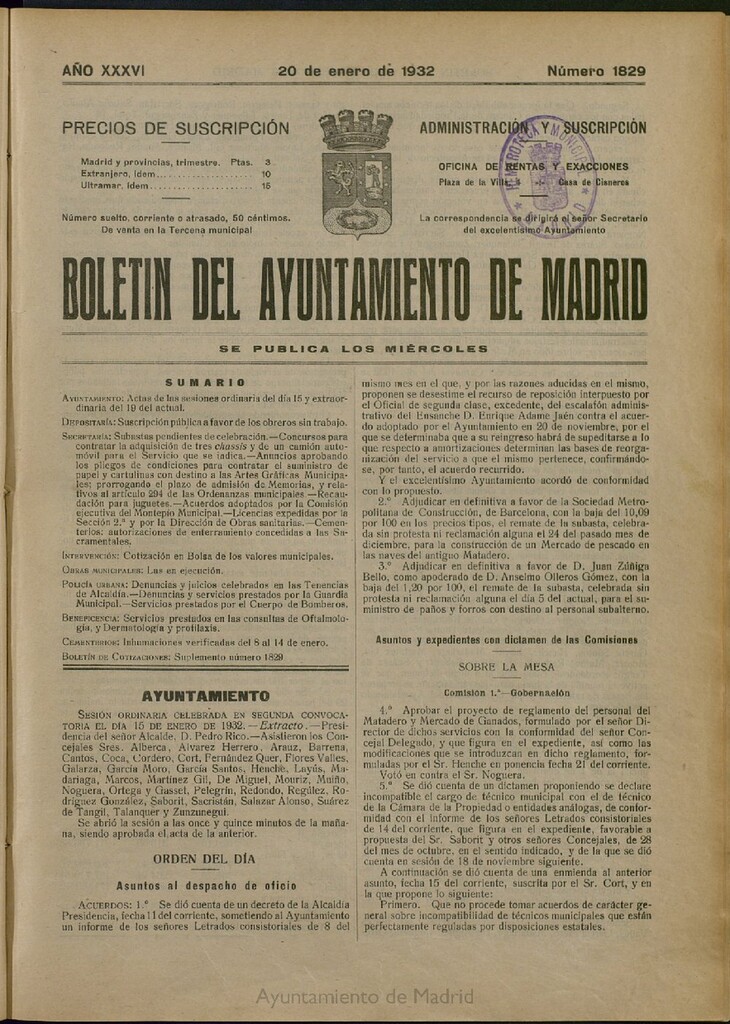 AÑO XXXVI 20 de enero de 1932 Número 1829
PRECIOS DE SUSCRIPCIÓN
Madrid y provincias, trimestre. Ptas. 3
Extranjero, idem..................... 10
Ultramar, idem....................... 15
Número suelto, corriente o atrasado, 50 céntimos.
De venta en la Tercena municipal
ADMINISTRACIÓN Y SUSCRIPCIÓN
OFICINA DE RENTAS Y EXACCIONES
Plaza de la Villa, 4 Casa de Cisneros
La correspondencia se dirigirá al señor Secretario
del excelentísimo Ayuntamiento
HEMEROTECA MUNICIPAL
MADRID
BOLETIN DEL AYUNTAMIENTO DE MADRID
SE PUBLICA LOS MIÉRCOLES
SUMARIO
AYUNTAMIENTO: Actas de las sesiones ordinaria del día 15 y extraor-
dinaria del 19 del actual.
DEPOSITARÍA: Suscripción pública a favor de los obreros sin trabajo.
SECRETARÍA: Subastas pendientes de celebración.—Concursos para
contratar la adquisición de tres chassis y de un camión auto-
móvil para el Servicio que se indica.—Anuncios aprobando
los pliegos de condiciones para contratar el suministro de
papel y cartulinas con destino a las Artes Gráficas Municipa-
les; prorrogando el plazo de admisión de Memorias, y rela-
tivos al artículo 294 de las Ordenanzas municipales.—Recau-
dación para juguetes.—Acuerdos adoptados por la Comisión
ejecutiva del Montepío Municipal.—Licencias expedidas por la
Sección 2.ª y por la Dirección de Obras sanitarias.—Cemen-
terios: autorizaciones de enterramiento concedidas a las Sa-
cramentales.
INTERVENCIÓN: Cotización en Bolsa de los valores municipales.
OBRAS MUNICIPALES: Las en ejecución.
POLICÍA URBANA: Denuncias y juicios celebrados en las Tenencias
de Alcaldía.—Denuncias y servicios prestados por la Guardia
Municipal.—Servicios prestados por el Cuerpo de Bomberos.
BENEFICENCIA: Servicios prestados en las consultas de Oftalmolo-
gía, y Dermatología y profilaxis.
CEMENTERIOS: Inhumaciones verificadas del 8 al 14 de enero.
BOLETÍN DE COTIZACIONES: Suplemento número 1829
AYUNTAMIENTO
SESIÓN ORDINARIA CELEBRADA EN SEGUNDA CONVOCA-
TORIA EL DÍA 15 DE ENERO DE 1932.—Extracto.—Presi-
dencia del señor Alcalde, D. Pedro Rico.—Asistieron los Con-
cejales Sres. Alberca, Alvarez Herrero, Arauz, Barrena,
Cantos, Coca, Cordero, Cort, Fernández Quer, Flores Valles,
Galarza, García Moro, García Santos, Henche, Layús, Ma-
dariaga, Marcos, Martínez Gil, De Miguel, Mouriz, Muiño,
Noguera, Ortega y Gasset, Pelegrín, Redondo, Regúlez, Ro-
dríguez González, Saborit, Sacristán, Salazar Alonso, Suárez
de Tangil, Talanquer y Zunzunegui.
Se abrió la sesión a las once y quince minutos de la maña-
na, siendo aprobada el acta de la anterior.
ORDEN DEL DÍA
Asuntos al despacho de oficio
ACUERDOS: 1.º Se dió cuenta de un decreto de la Alcaldía
Presidencia, fecha 11 del corriente, sometiendo al Ayuntamiento
un informe de los señores Letrados consistoriales de 8 del
mismo mes en el que, y por las razones aducidas en el mismo,
proponen se desestime el recurso de reposición interpuesto por
el Oficial de segunda clase, excedente, del escalafón adminis-
trativo del Ensanche D. Enrique Adame Jaén contra el acuer-
do adoptado por el Ayuntamiento en 20 de noviembre, por el
que se determinaba que a su reingreso habrá de supeditarse a lo
que respecto a amortizaciones determinan las bases de reorga-
nización del servicio a que el mismo pertenece, confirmándo-
se, por tanto, el acuerdo recurrido.
Y el excelentísimo Ayuntamiento acordó de conformidad
con lo propuesto.
2.º Adjudicar en definitiva a favor de la Sociedad Metro-
politana de Construcción, de Barcelona, con la baja del 10,09
por 100 en los precios tipos, el remate de la subasta, celebra-
da sin protesta ni reclamación alguna el 24 del pasado mes de
diciembre, para la construcción de un Mercado de pescado en
las naves del antiguo Matadero.
3.º Adjudicar en definitiva a favor de D. Juan Zúñiga
Bello, como apoderado de D. Anselmo Olleros Gómez, con la
baja del 1,20 por 100, el remate de la subasta, celebrada sin
protesta ni reclamación alguna el día 5 del actual, para el su-
ministro de paños y forros con destino al personal subalterno.
Asuntos y expedientes con dictamen de las Comisiones
SOBRE LA MESA
Comisión 1.ª—Gobernación
4.º Aprobar el proyecto de reglamento del personal del
Matadero y Mercado de Ganados, formulado por el señor Di-
rector de dichos servicios con la conformidad del señor Con-
cejal Delegado, y que figura en el expediente, así como las
modificaciones que se introduzcan en dicho reglamento, for-
muladas por el Sr. Henche en ponencia fecha 21 del corriente.
Votó en contra el Sr. Noguera.
5.º Se dió cuenta de un dictamen proponiendo se declare
incompatible el cargo de técnico municipal con el de técnico
de la Cámara de la Propiedad o entidades análogas, de confor-
midad con el informe de los señores Letrados consistoriales
de 14 del corriente, que figura en el expediente, favorable a
propuesta del Sr. Saborit y otros señores Concejales, de 28
del mes de octubre, en el sentido indicado, y de la que se dió
cuenta en sesión de 18 de noviembre siguiente.
A continuación se dió cuenta de una enmienda al anterior
asunto, fecha 15 del corriente, suscrita por el Sr. Cort, y en
la que propone lo siguiente:
Primero. Que no procede tomar acuerdos de carácter ge-
neral sobre incompatibilidad de técnicos municipales que están
perfectamente reguladas por disposiciones estatales.
Ayuntamiento de Madrid